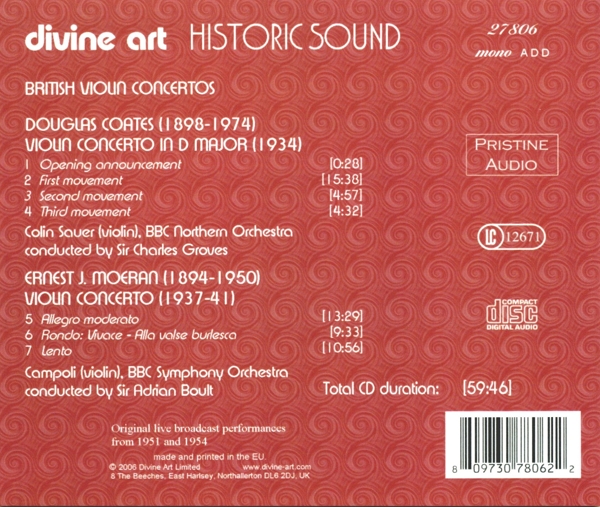 divine art HISTORIC SOUND
27806
mono ADD
BRITISH VIOLIN CONCERTOS
DOUGLAS COATES (1898-1974)
VIOLIN CONCERTO IN D MAJOR (1934)
1 Opening announcement [0:28]
2 First movement [15:38]
3 Second movement [4:57]
4 Third movement [4:32]
Colin Sauer (violin), BBC Northern Orchestra
conducted by Sir Charles Groves
PRISTINE
AUDIO
LC 12671
ERNEST J. MOERAN (1894-1950)
VIOLIN CONCERTO (1937-41)
5 Allegro moderato [13:29]
6 Rondo: Vivace - Alla valse burlesca [9:33]
7 Lento [10:56]
Campoli (violin), BBC Symphony Orchestra
conducted by Sir Adrian Boult
COMPACT
disc
DIGITAL AUDIO
Total CD duration: [59:46]
Original live broadcast performances
from 1951 and 1954
made and printed in the EU.
© 2006 Divine Art Limited www.divine-art.com
8 The Beeches, East Harlsey, Northallerton DL6 2DJ, UK
8 09730 78062 2